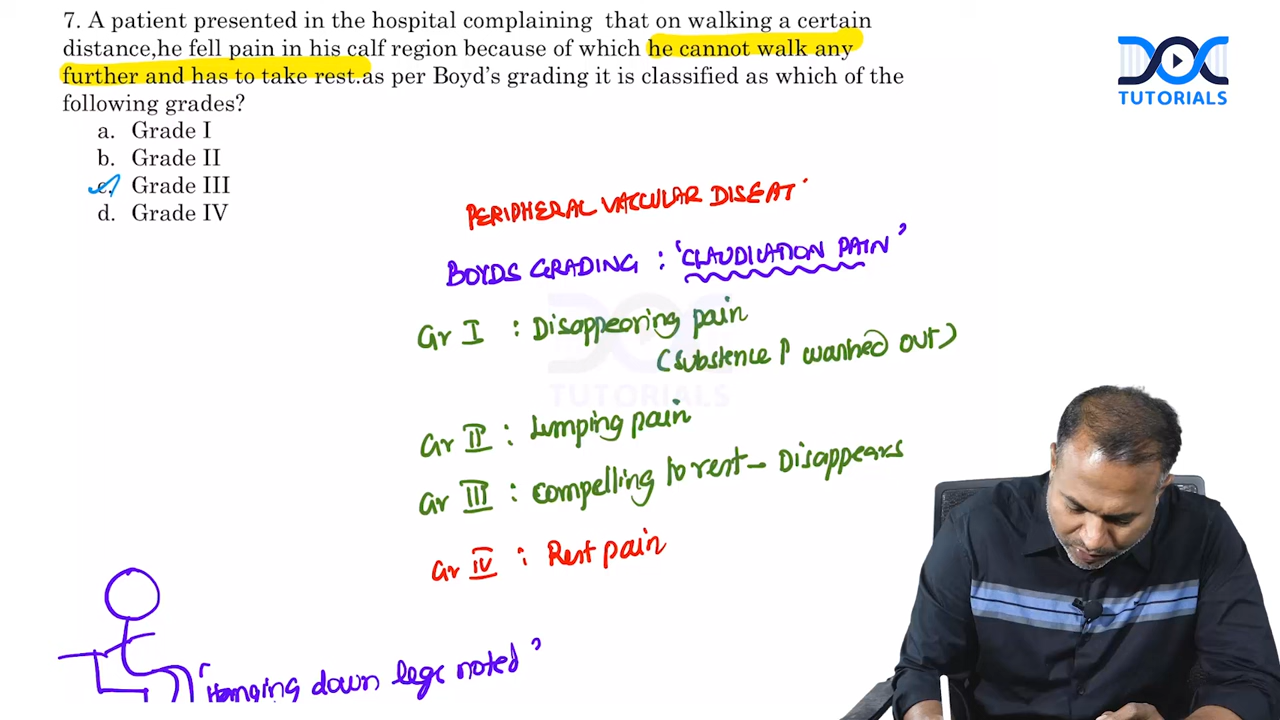 7. A patient presented in the hospital complaining that on walking a certain
distance,he fell pain in his calf region because of which he cannot walk any
further and has to take rest.as per Boyd's grading it is classified as which of the
following grades?
a. Grade I
b. Grade II
c. Grade III
d. Grade IV
DOC
TUTORIALS
PERIPHERAL VASCULAR DISEAS
BOYDS GRADING : 'CLAUDICATION PAIN'
Gr I : Disappearing pain
(substence P washed out)
TUTORIALS
Gr II : Limping pain
Gr III : Compelling to rest - Disappears
Gr IV : Rest pain
"Hanging down legs noted"